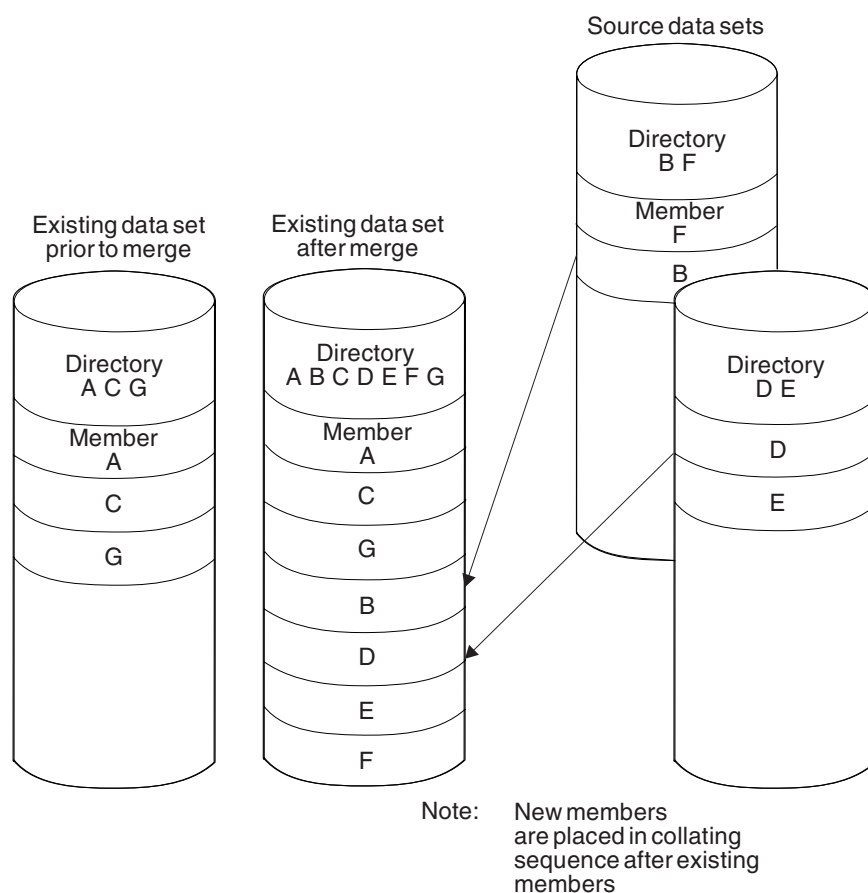 Source data sets
Directory
B F
Member
F
B
Existing data set
prior to merge
Directory
A C G
Member
A
C
G
Existing data set
after merge
Directory
A B C D E F G
Member
A
C
G
B
D
E
F
Directory
D E
D
E
Note: New members
are placed in collating
sequence after existing
members